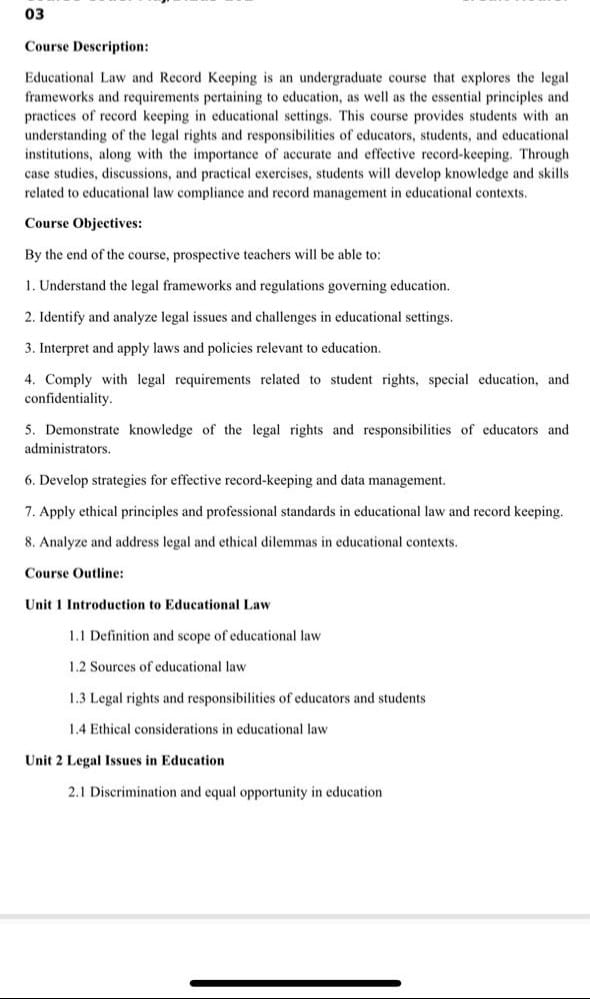 03
Course Description:
Educational Law and Record Keeping is an undergraduate course that explores the legal
frameworks and requirements pertaining to education, as well as the essential principles and
practices of record keeping in educational settings. This course provides students with an
understanding of the legal rights and responsibilities of educators, students, and educational
institutions, along with the importance of accurate and effective record-keeping. Through
case studies, discussions, and practical exercises, students will develop knowledge and skills
related to educational law compliance and record management in educational contexts.
Course Objectives:
By the end of the course, prospective teachers will be able to:
1. Understand the legal frameworks and regulations governing education.
2. Identify and analyze legal issues and challenges in educational settings.
3. Interpret and apply laws and policies relevant to education.
4. Comply with legal requirements related to student rights, special education, and
confidentiality.
5. Demonstrate knowledge of the legal rights and responsibilities of educators and
administrators.
6. Develop strategies for effective record-keeping and data management.
7. Apply ethical principles and professional standards in educational law and record keeping.
8. Analyze and address legal and ethical dilemmas in educational contexts.
Course Outline:
Unit 1 Introduction to Educational Law
1.1 Definition and scope of educational law
1.2 Sources of educational law
1.3 Legal rights and responsibilities of educators and students
1.4 Ethical considerations in educational law
Unit 2 Legal Issues in Education
2.1 Discrimination and equal opportunity in education